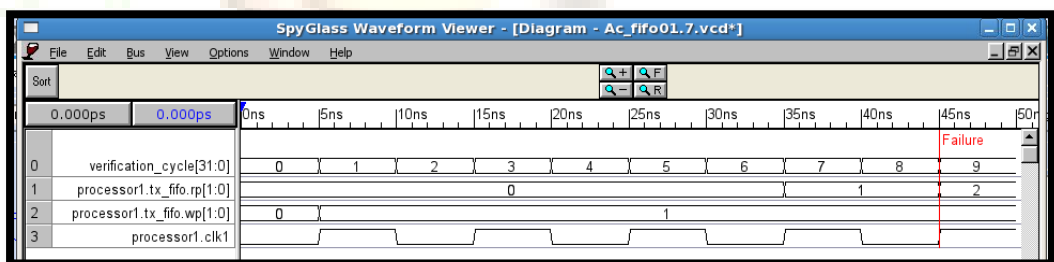 SpyGlass Waveform Viewer - [Diagram - Ac_fifo01.7.vcd*]
File Edit Bus View Options Window Help
Sort + F
- R
0.000ps 0.000ps 0ns 5ns 10ns 15ns 20ns 25ns 30ns 35ns 40ns 45ns 50n
Failure
0 verification_cycle[31:0] 0 1 2 3 4 5 6 7 8 9
1 processor1.tx_fifo.rp[1:0] 0 1 2
2 processor1.tx_fifo.wp[1:0] 0 1
3 processor1.clk1